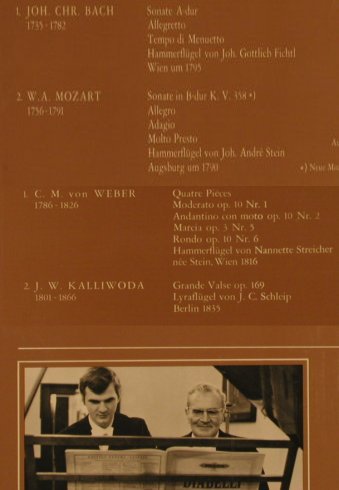 1. JOH. CHR. BACH Sonate A-dur
1735-1782 Allegretto
Tempo di Menuetto
Hammerflügel von Joh. Gottlieb Fichtl
Wien um 1795
2. W.A. MOZART Sonate in B-dur K. V. 358*)
1756-1791 Allegro
Adagio
Molto Presto
Hammerflügel von Joh. André Stein
Augsburg um 1790 *) Neue
1. C. M. von WEBER Quatre Pièces
1786-1826 Moderato op. 10 Nr. 1
Andantino con moto op. 10 Nr. 2
Marcia op. 3 Nr. 5
Rondo op. 10 Nr. 6
Hammerflügel von Nannette Streicher
née Stein, Wien 1816
2. J. W. KALLIWODA Grande Valse op. 169
1801-1866 Lyraflügel von J. C. Schleip
Berlin 1835
DIABELLI